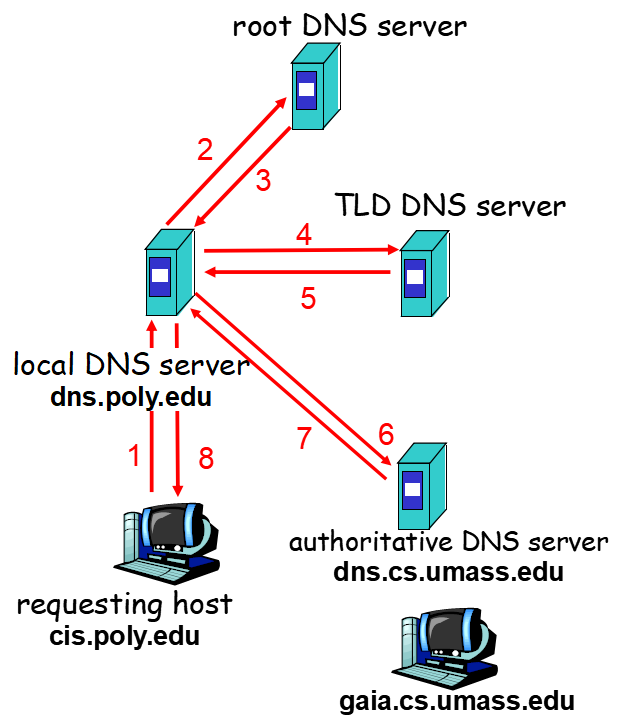 root DNS server
2
3
TLD DNS server
4
5
local DNS server
dns.poly.edu
1
8
7
6
authoritative DNS server
dns.cs.umass.edu
requesting host
cis.poly.edu
gaia.cs.umass.edu